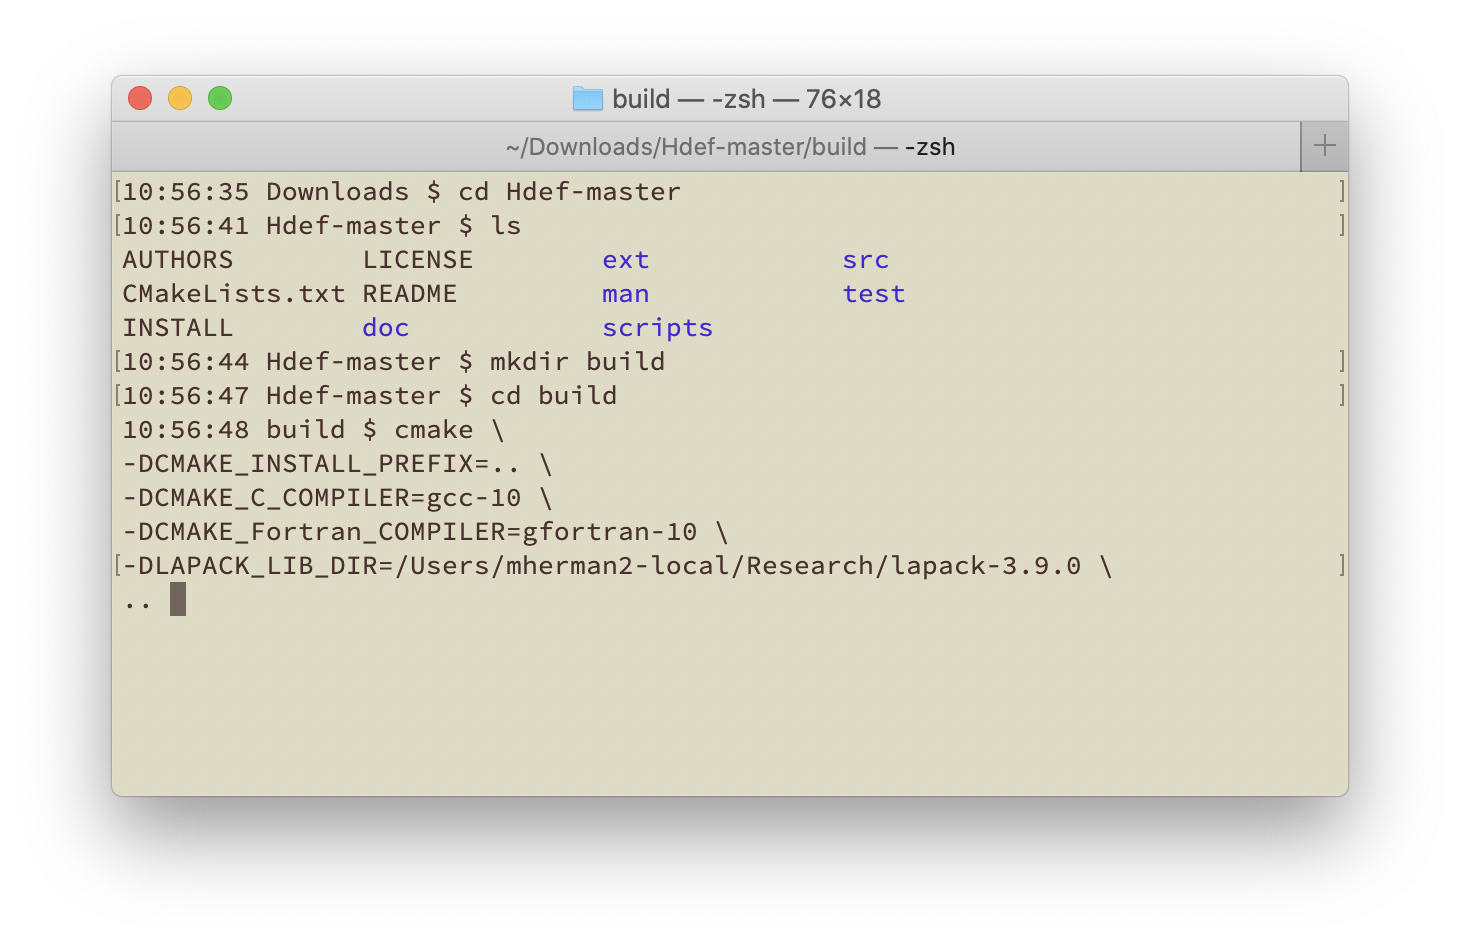 build — -zsh — 76×18
~/Downloads/Hdef-master/build — -zsh
[10:56:35 Downloads $ cd Hdef-master ]
[10:56:41 Hdef-master $ ls ]
AUTHORS LICENSE ext src
CMakeLists.txt README man test
INSTALL doc scripts
[10:56:44 Hdef-master $ mkdir build ]
[10:56:47 Hdef-master $ cd build ]
10:56:48 build $ cmake \
-DCMAKE_INSTALL_PREFIX=.. \
-DCMAKE_C_COMPILER=gcc-10 \
-DCMAKE_Fortran_COMPILER=gfortran-10 \
[-DLAPACK_LIB_DIR=/Users/mherman2-local/Research/lapack-3.9.0 \ ]
..